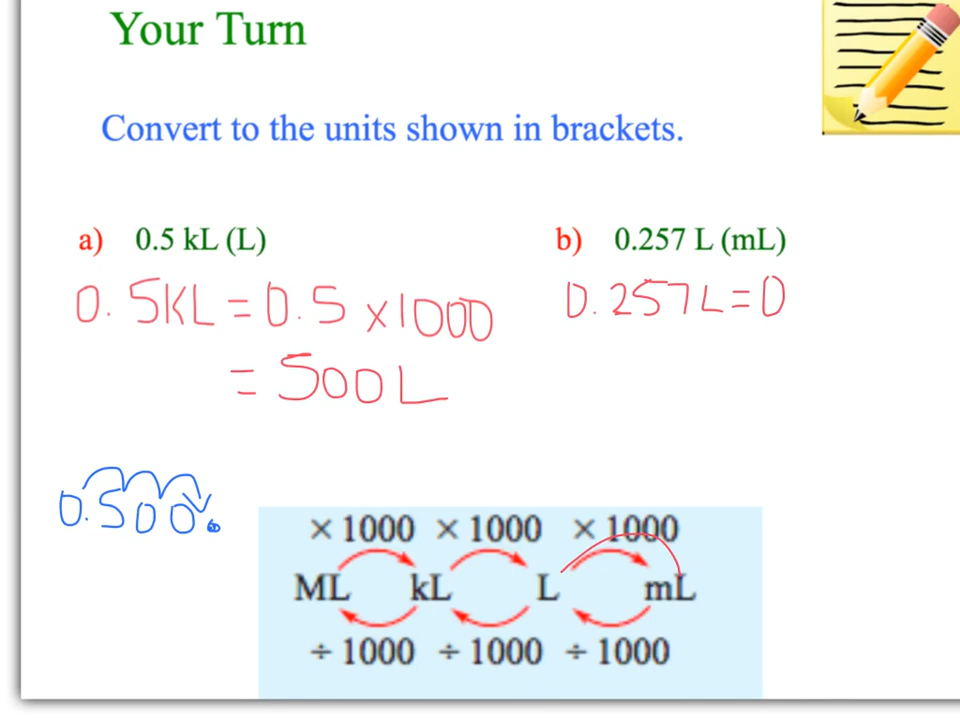 Your Turn
Convert to the units shown in brackets.
a) 0.5 kL (L)
0.5KL = 0.5 ×1000
= 500L
b) 0.257 L (mL)
0.257L = 0
0.500.
× 1000 × 1000 × 1000
ML kL L mL
÷ 1000 ÷ 1000 ÷ 1000